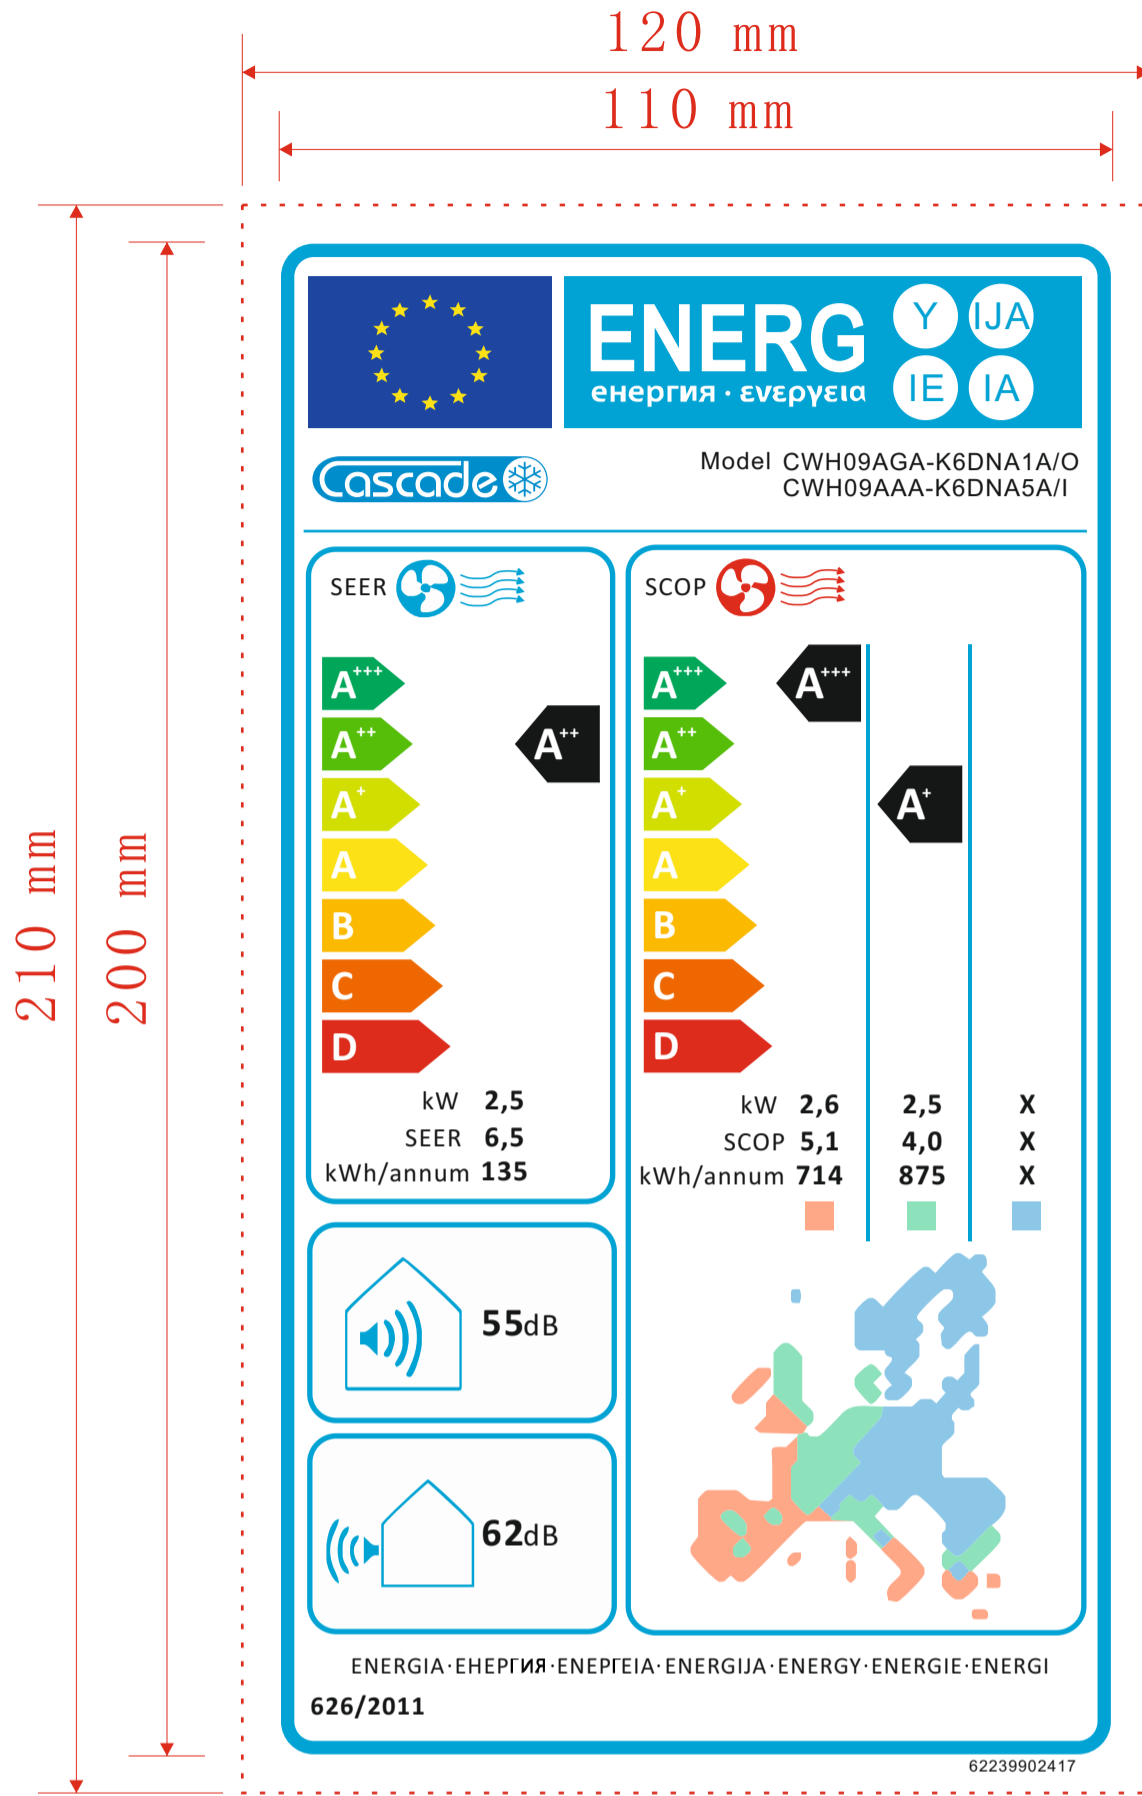 120 mm
110 mm
210 mm
200 mm
ENERG
енергия · ενεργεια
Y IJA
IE IA
Cascade
Model CWH09AGA-K6DNA1A/O
CWH09AAA-K6DNA5A/I
SEER
A+++
A++
A+
A
B
C
D
A++
kW 2,5
SEER 6,5
kWh/annum 135
SCOP
A+++
A++
A+
A
B
C
D
A+++
A+
kW 2,6 2,5 X
SCOP 5,1 4,0 X
kWh/annum 714 875 X
55dB
62dB
ENERGIA·ЕНЕРГИЯ·ΕΝΕΡΓΕΙΑ·ENERGIJA·ENERGY·ENERGIE·ENERGI
626/2011
62239902417